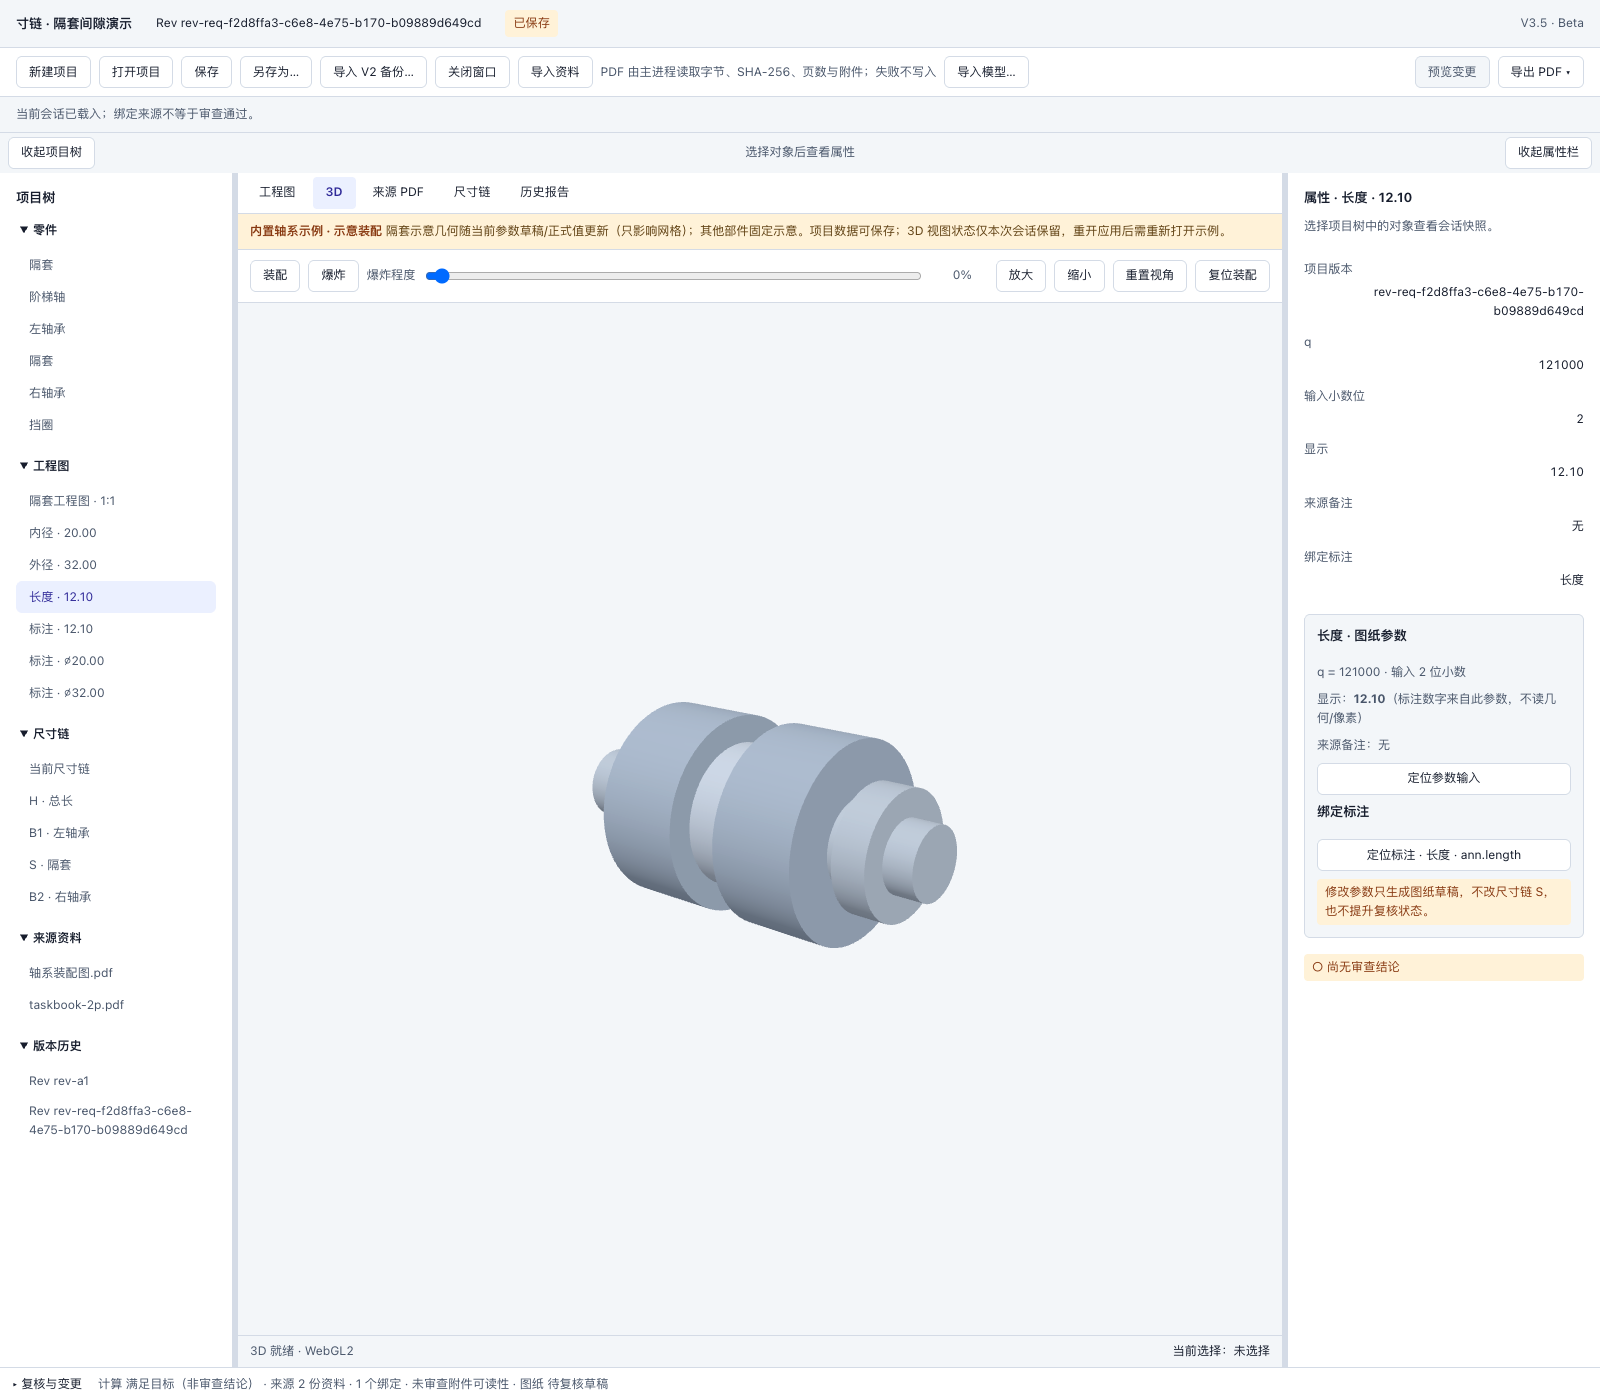 寸链 · 隔套间隙演示 Rev rev-req-f2d8ffa3-c6e8-4e75-b170-b09889d649cd 已保存 V3.5 · Beta
新建项目 打开项目 保存 另存为... 导入 V2 备份... 关闭窗口 导入资料 PDF 由主进程读取字节、SHA-256、页数与附件；失败不写入 导入模型... 预览变更 导出 PDF ▾
当前会话已载入；绑定来源不等于审查通过。
收起项目树 选择对象后查看属性 收起属性栏
项目树
▼ 零件
隔套
阶梯轴
左轴承
隔套
右轴承
挡圈
▼ 工程图
隔套工程图 · 1:1
内径 · 20.00
外径 · 32.00
长度 · 12.10
标注 · 12.10
标注 · ⌀20.00
标注 · ⌀32.00
▼ 尺寸链
当前尺寸链
H · 总长
B1 · 左轴承
S · 隔套
B2 · 右轴承
▼ 来源资料
轴系装配图.pdf
taskbook-2p.pdf
▼ 版本历史
Rev rev-a1
Rev rev-req-f2d8ffa3-c6e8-
4e75-b170-b09889d649cd
工程图 3D 来源 PDF 尺寸链 历史报告
内置轴系示例 · 示意装配 隔套示意几何随当前参数草稿/正式值更新（只影响网格）；其他部件固定示意。项目数据可保存；3D 视图状态仅本次会话保留，重开应用后需重新打开示例。
装配 爆炸 爆炸程度 0% 放大 缩小 重置视角 复位装配
3D 就绪 · WebGL2 当前选择：未选择
属性 · 长度 · 12.10
选择项目树中的对象查看会话快照。
项目版本
rev-req-f2d8ffa3-c6e8-4e75-b170-
b09889d649cd
q
121000
输入小数位
2
显示
12.10
来源备注
无
绑定标注
长度
长度 · 图纸参数
q = 121000 · 输入 2 位小数
显示：12.10（标注数字来自此参数，不读几
何/像素）
来源备注：无
定位参数输入
绑定标注
定位标注 · 长度 · ann.length
修改参数只生成图纸草稿，不改尺寸链 S，
也不提升复核状态。
○ 尚无审查结论
▸ 复核与变更 计算 满足目标（非审查结论） · 来源 2 份资料 · 1 个绑定 · 未审查附件可读性 · 图纸 待复核草稿